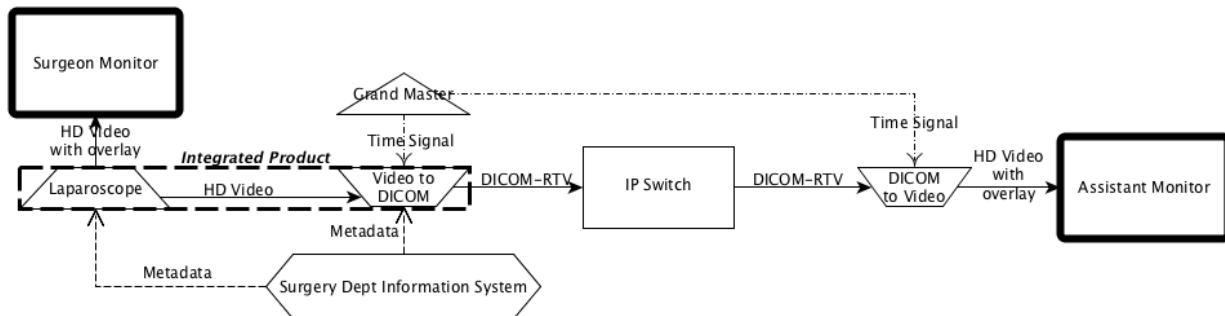 Surgeon Monitor
Grand Master
HD Video
with overlay
Time Signal
Time Signal
Integrated Product
Laparoscope
HD Video
Video to
DICOM
DICOM-RTV
IP Switch
DICOM-RTV
DICOM
to Video
HD Video
with
overlay
Assistant Monitor
Metadata
Metadata
Surgery Dept Information System